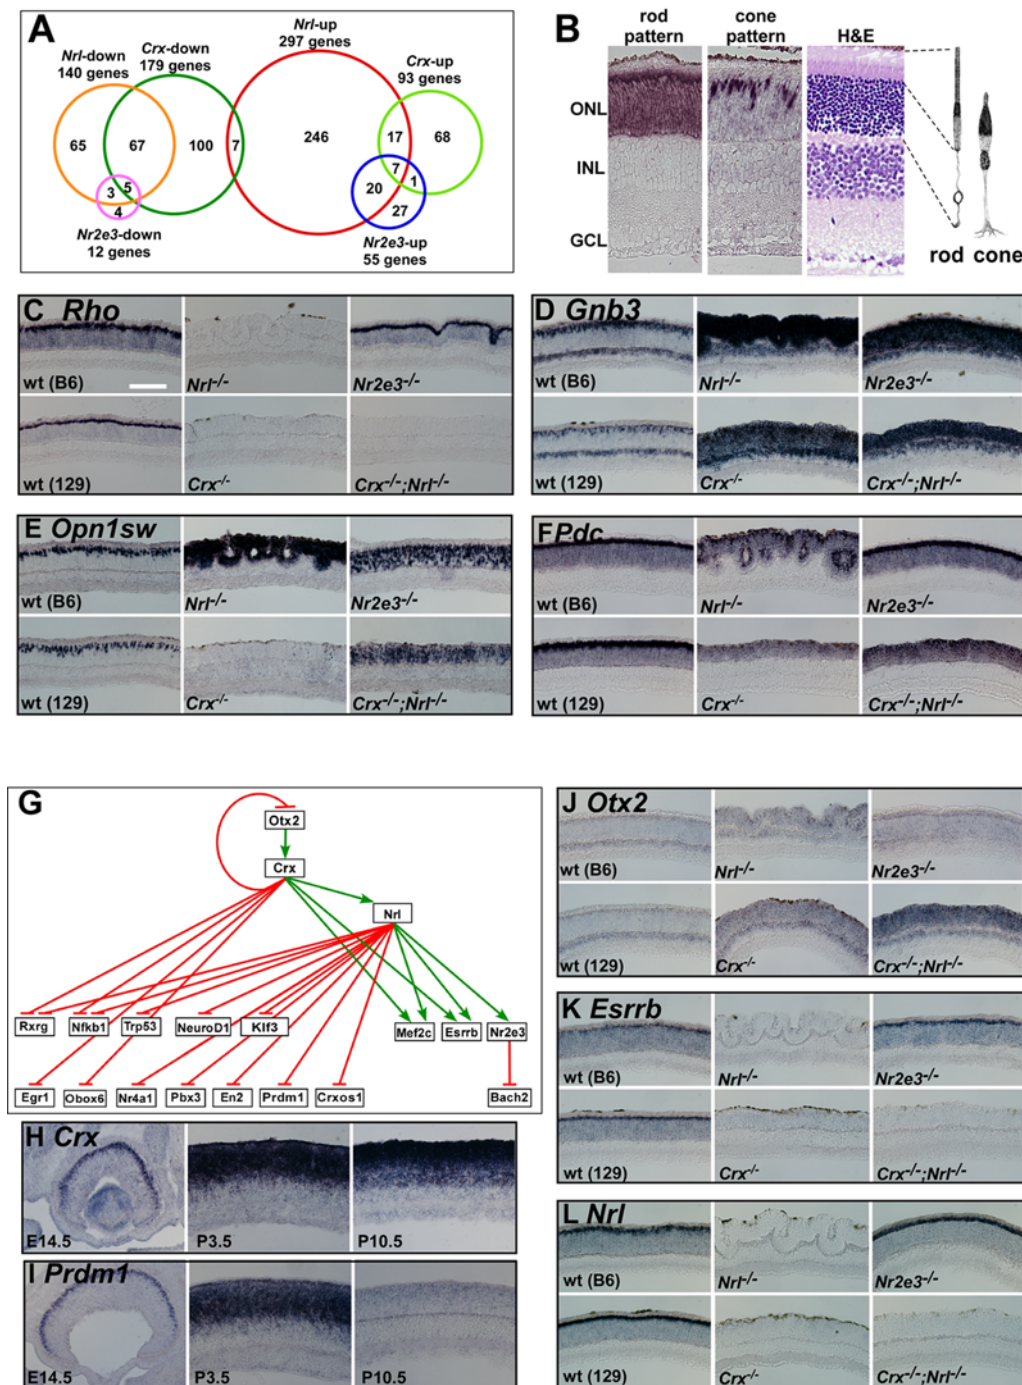 A
Nrl-up
297 genes
Nrl-down
140 genes
Crx-down
179 genes
Crx-up
93 genes
65
67
100
7
246
17
68
7
1
20
27
3
5
4
Nr2e3-down
12 genes
Nr2e3-up
55 genes
B
rod
pattern
cone
pattern
H&E
ONL
INL
GCL
rod cone
C Rho
wt (B6)
Nrl-/-
Nr2e3-/-
wt (129)
Crx-/-
Crx-/-;Nrl-/-
D Gnb3
wt (B6)
Nrl-/-
Nr2e3-/-
wt (129)
Crx-/-
Crx-/-;Nrl-/-
E Opn1sw
wt (B6)
Nrl-/-
Nr2e3-/-
wt (129)
Crx-/-
Crx-/-;Nrl-/-
F Pdc
wt (B6)
Nrl-/-
Nr2e3-/-
wt (129)
Crx-/-
Crx-/-;Nrl-/-
G
Otx2
Crx
Nrl
Rxrg
Nfkb1
Trp53
NeuroD1
Klf3
Mef2c
Esrrb
Nr2e3
Egr1
Obox6
Nr4a1
Pbx3
En2
Prdm1
Crxos1
Bach2
H Crx
E14.5
P3.5
P10.5
I Prdm1
E14.5
P3.5
P10.5
J Otx2
wt (B6)
Nrl-/-
Nr2e3-/-
wt (129)
Crx-/-
Crx-/-;Nrl-/-
K Esrrb
wt (B6)
Nrl-/-
Nr2e3-/-
wt (129)
Crx-/-
Crx-/-;Nrl-/-
L Nrl
wt (B6)
Nrl-/-
Nr2e3-/-
wt (129)
Crx-/-
Crx-/-;Nrl-/-